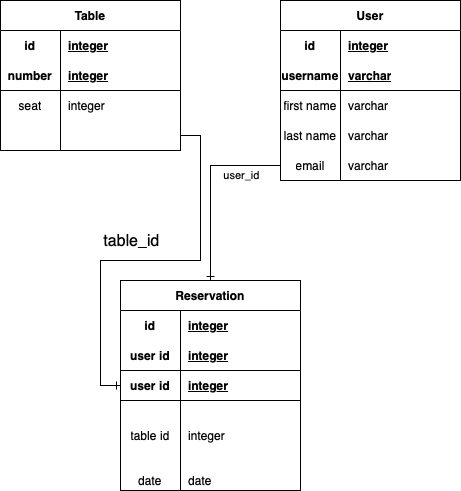 Table
id integer
number integer
seat integer
User
id integer
username varchar
first name varchar
last name varchar
email varchar
user_id
table_id
Reservation
id integer
user id integer
user id integer
table id integer
date date